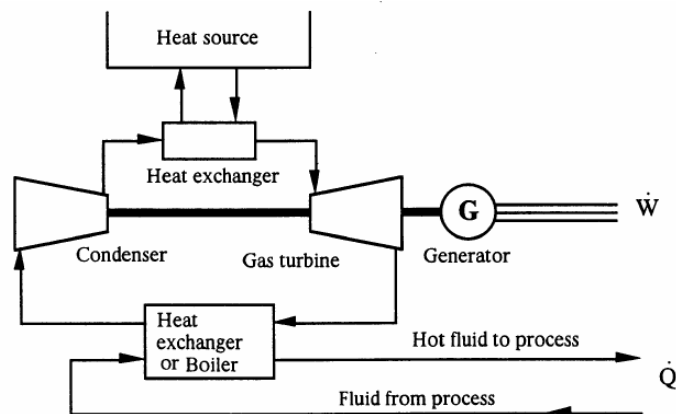 Heat source
Heat exchanger
Condenser
Gas turbine
G
Generator
Ẇ
Heat
exchanger
or Boiler
Hot fluid to process
Q̇
Fluid from process